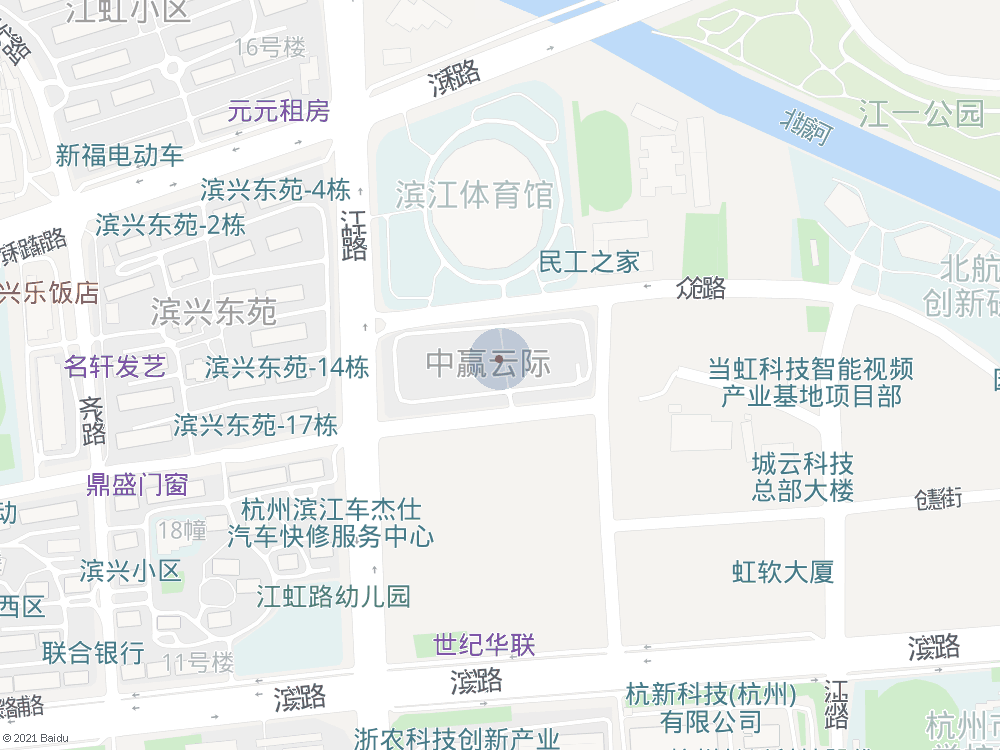 江虹小区
16号楼
滨和路
元元租房
江一公园
新福电动车
滨兴东苑-4栋
滨江体育馆
滨兴东苑-2栋
江虹路
民工之家
北航
创新研
兴乐饭店
滨兴东苑
名轩发艺
滨兴东苑-14栋
中赢云际
当虹科技智能视频
产业基地项目部
滨兴东苑-17栋
城云科技
总部大楼
鼎盛门窗
动
杭州滨江车杰仕
汽车快修服务中心
18幢
滨兴小区
虹软大厦
江虹路幼儿园
西区
世纪华联
联合银行
11号楼
杭新科技(杭州)
有限公司
杭州市
浙农科技创新产业
© 2021 Baidu